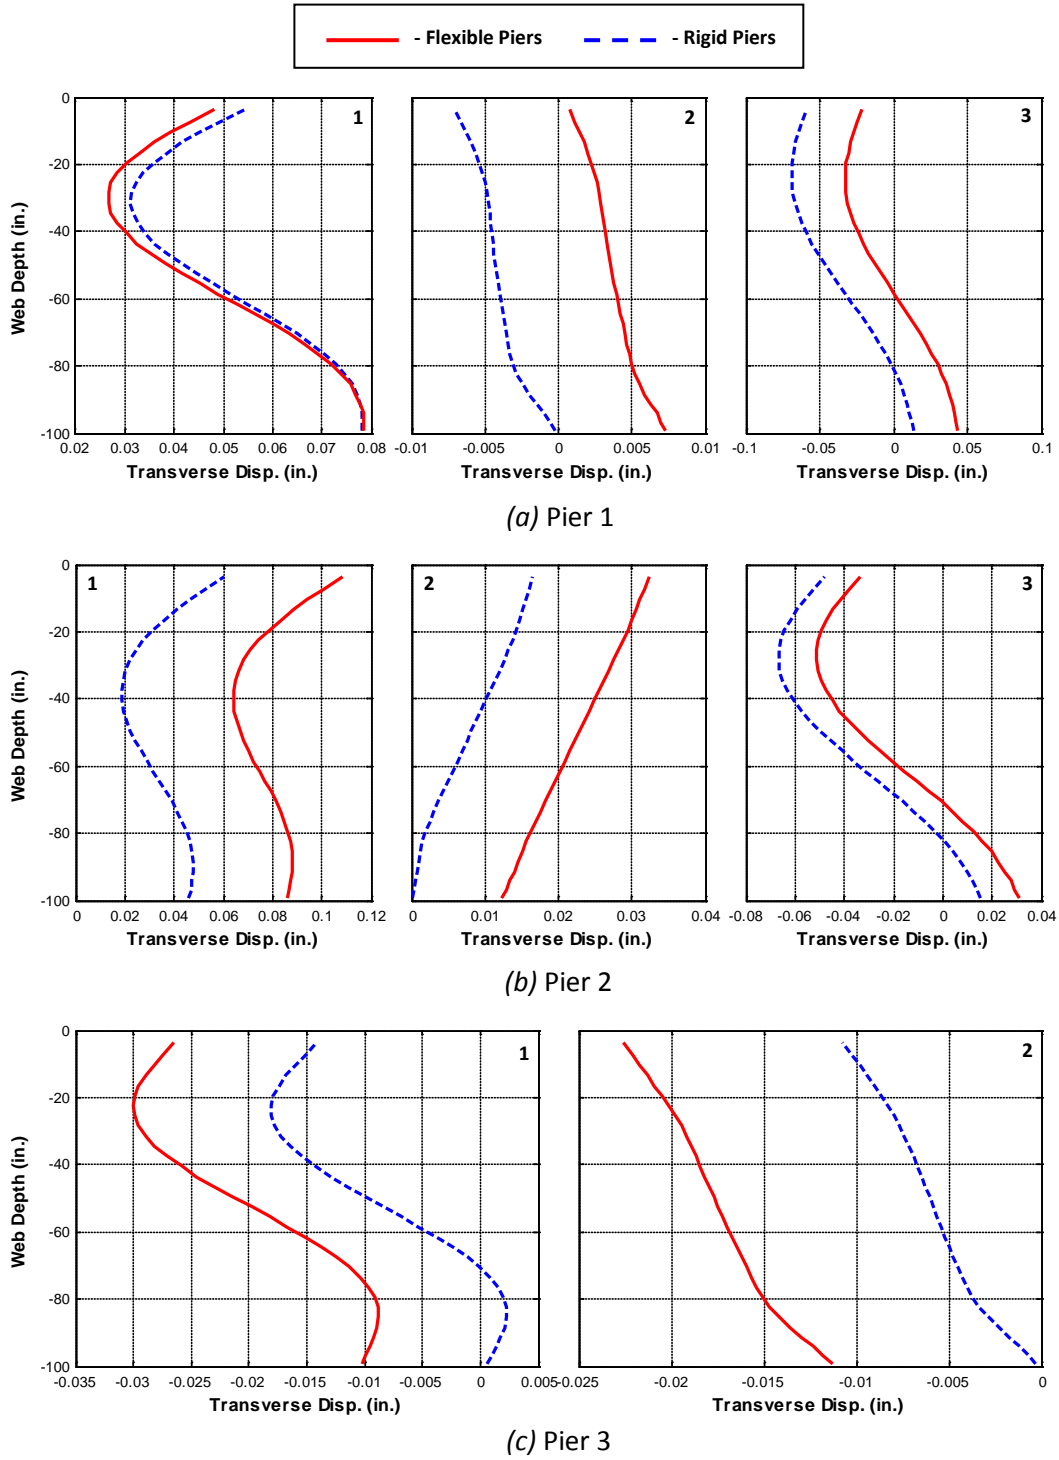 - Flexible Piers - Rigid Piers
0 1 2 3
-20
-40
-60
-80
-100
Web Depth (in.)
0.02 0.03 0.04 0.05 0.06 0.07 0.08 -0.01 -0.005 0 0.005 0.01 -0.1 -0.05 0 0.05 0.1
Transverse Disp. (in.) Transverse Disp. (in.) Transverse Disp. (in.)
(a) Pier 1
0 1 2 3
-20
-40
-60
-80
-100
Web Depth (in.)
0 0.02 0.04 0.06 0.08 0.1 0.12 0 0.01 0.02 0.03 0.04 -0.08 -0.06 -0.04 -0.02 0 0.02 0.04
Transverse Disp. (in.) Transverse Disp. (in.) Transverse Disp. (in.)
(b) Pier 2
0 1 2
-20
-40
-60
-80
-100
Web Depth (in.)
-0.035 -0.03 -0.025 -0.02 -0.015 -0.01 -0.005 0 0.005 -0.025 -0.02 -0.015 -0.01 -0.005 0
Transverse Disp. (in.) Transverse Disp. (in.)
(c) Pier 3